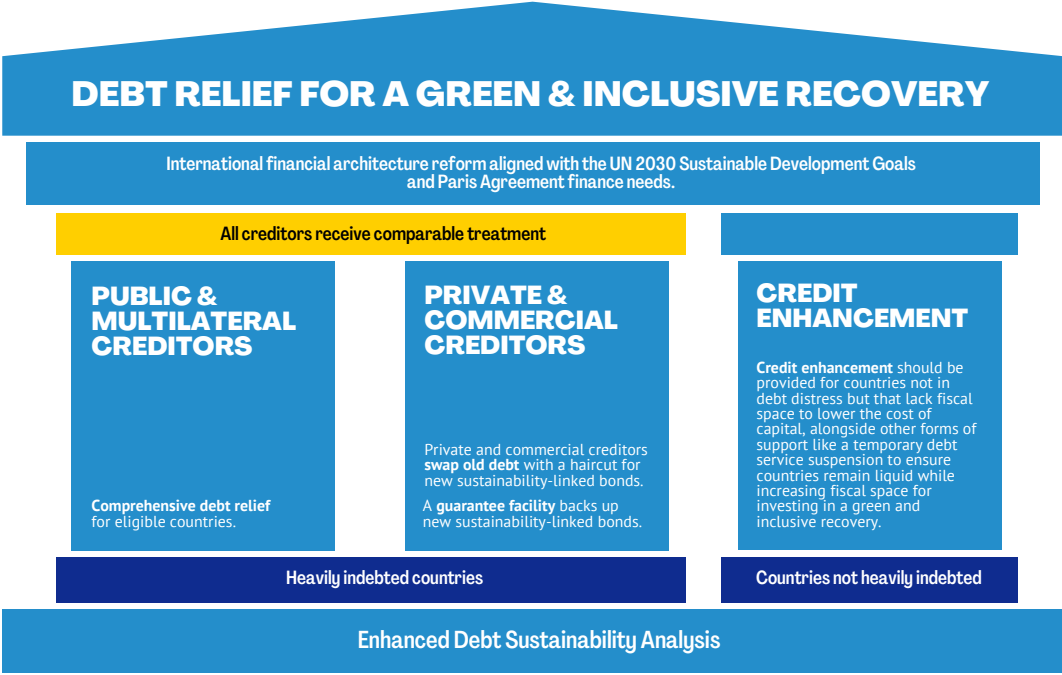 DEBT RELIEF FOR A GREEN & INCLUSIVE RECOVERY
International financial architecture reform aligned with the UN 2030 Sustainable Development Goals
and Paris Agreement finance needs.
All creditors receive comparable treatment
PUBLIC &
MULTILATERAL
CREDITORS
Comprehensive debt relief
for eligible countries.
PRIVATE &
COMMERCIAL
CREDITORS
Private and commercial creditors
swap old debt with a haircut for
new sustainability-linked bonds.
A guarantee facility backs up
new sustainability-linked bonds.
CREDIT
ENHANCEMENT
Credit enhancement should be
provided for countries not in
debt distress but that lack fiscal
space to lower the cost of
capital, alongside other forms of
support like a temporary debt
service suspension to ensure
countries remain liquid while
increasing fiscal space for
investing in a green and
inclusive recovery.
Heavily indebted countries
Countries not heavily indebted
Enhanced Debt Sustainability Analysis